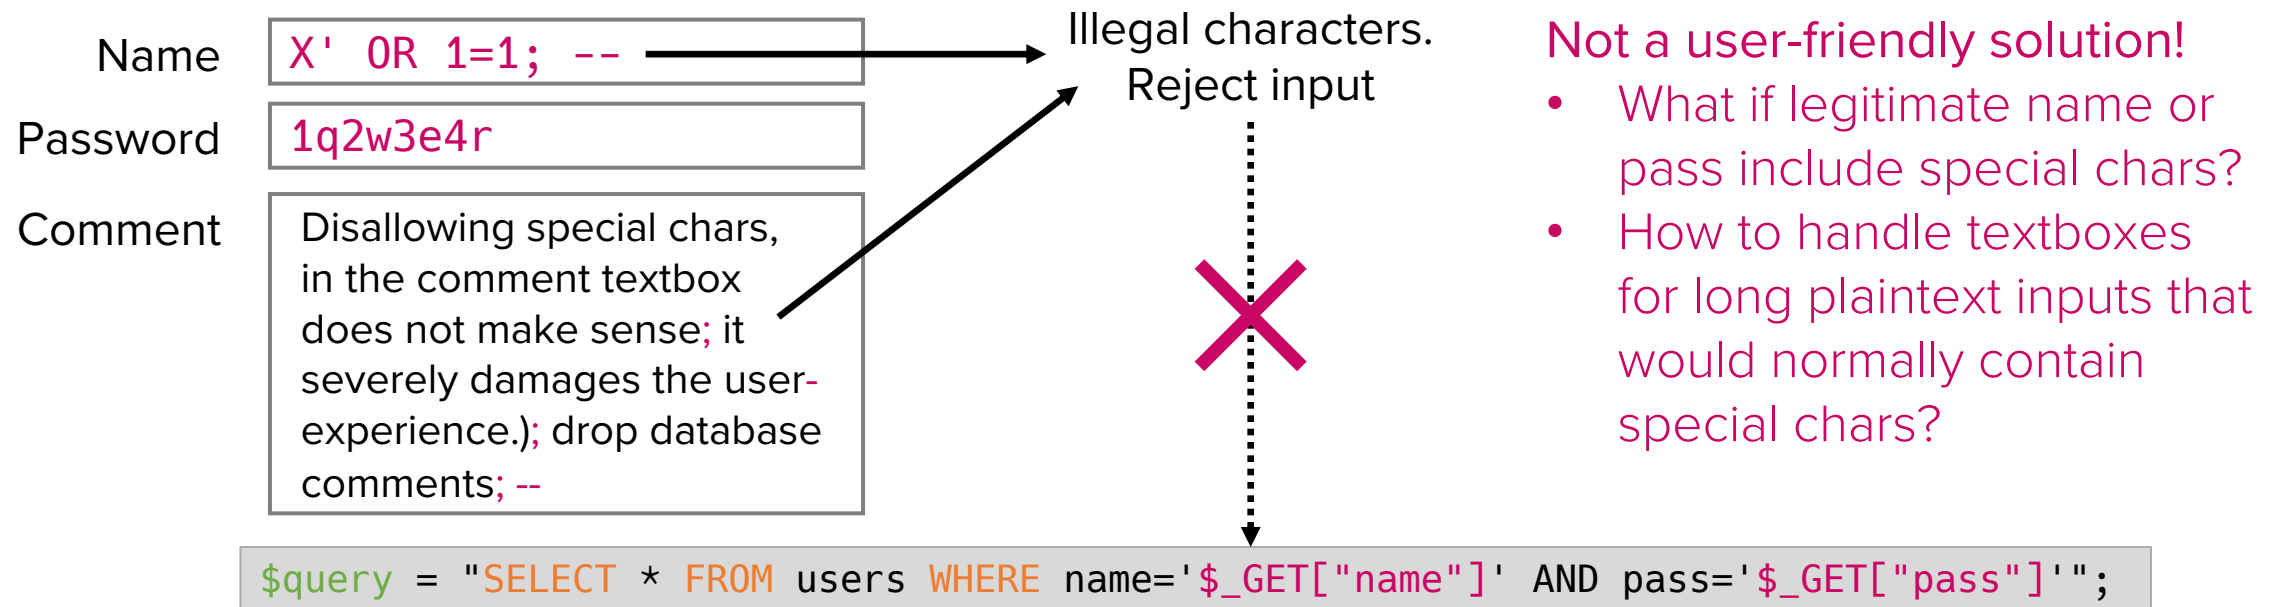 Name
X' OR 1=1; --
Password
1q2w3e4r
Comment
Disallowing special chars,
in the comment textbox
does not make sense; it
severely damages the user-
experience.); drop database
comments; --
Illegal characters.
Reject input
Not a user-friendly solution!
• What if legitimate name or
pass include special chars?
• How to handle textboxes
for long plaintext inputs that
would normally contain
special chars?
$query = "SELECT * FROM users WHERE name='$_GET["name"]' AND pass='$_GET["pass"]'";